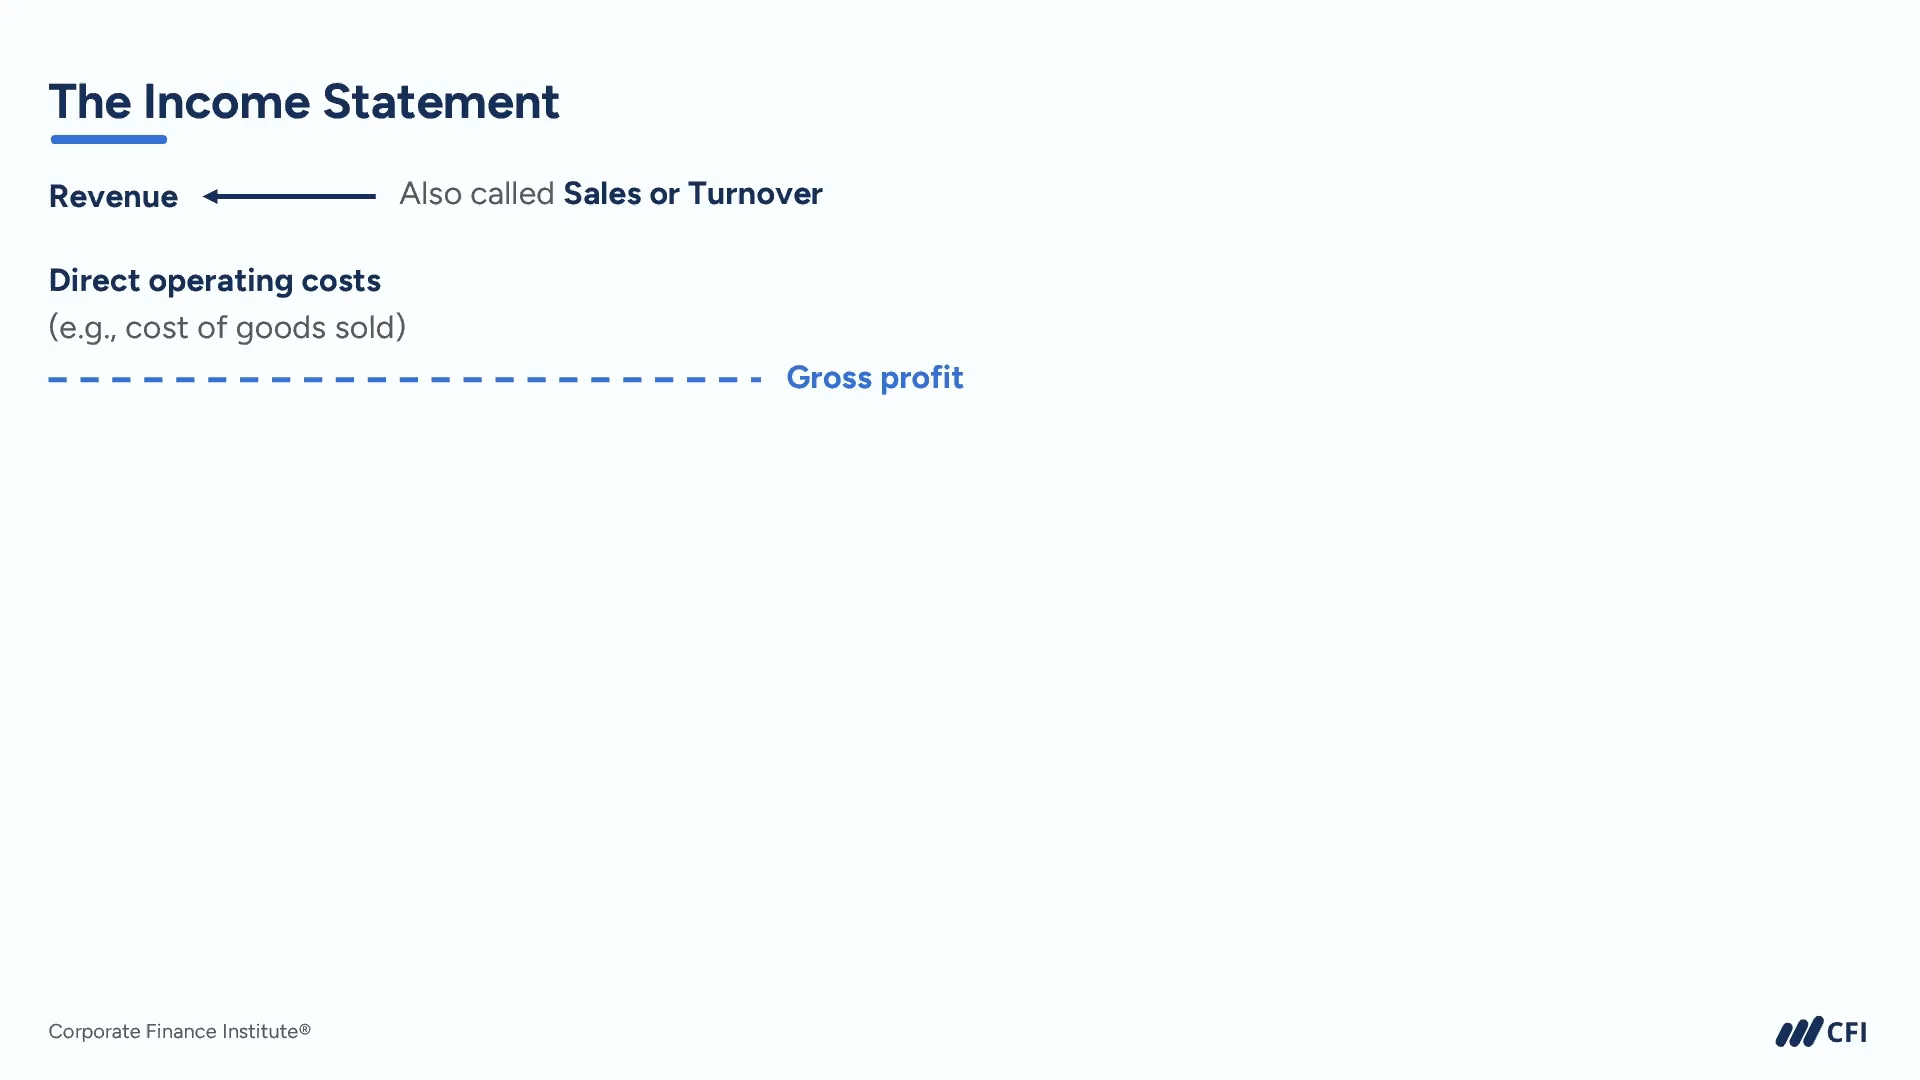 The Income Statement
Revenue
Also called Sales or Turnover
Direct operating costs
(e.g., cost of goods sold)
Gross profit
Corporate Finance Institute®
CFI